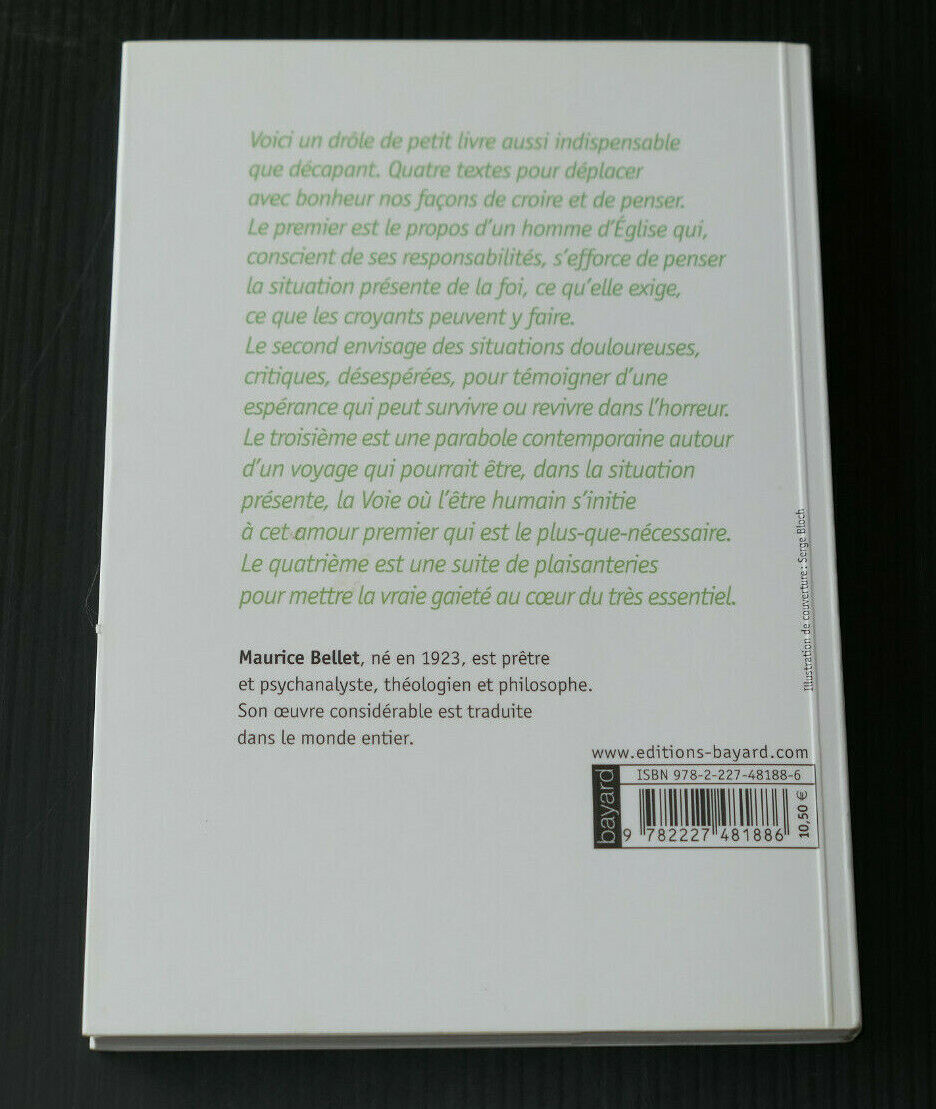 Voici un drôle de petit livre aussi indispensable
que décapant. Quatre textes pour déplacer
avec bonheur nos façons de croire et de penser.
Le premier est le propos d'un homme d'Église qui,
conscient de ses responsabilités, s'efforce de penser
la situation présente de la foi, ce qu'elle exige,
ce que les croyants peuvent y faire.
Le second envisage des situations douloureuses,
critiques, désespérées, pour témoigner d'une
espérance qui peut survivre ou revivre dans l'horreur.
Le troisième est une parabole contemporaine autour
d'un voyage qui pourrait être, dans la situation
présente, la Voie où l'être humain s'initie
à cet amour premier qui est le plus-que-nécessaire.
Le quatrième est une suite de plaisanteries
pour mettre la vraie gaieté au cœur du très essentiel.
Maurice Bellet, né en 1923, est prêtre
et psychanalyste, théologien et philosophe.
Son œuvre considérable est traduite
dans le monde entier.
Illustration de couverture : Serge Bloch
www.editions-bayard.com
bayard
ISBN 978-2-227-48188-6
9 782227 481886
10,50 €